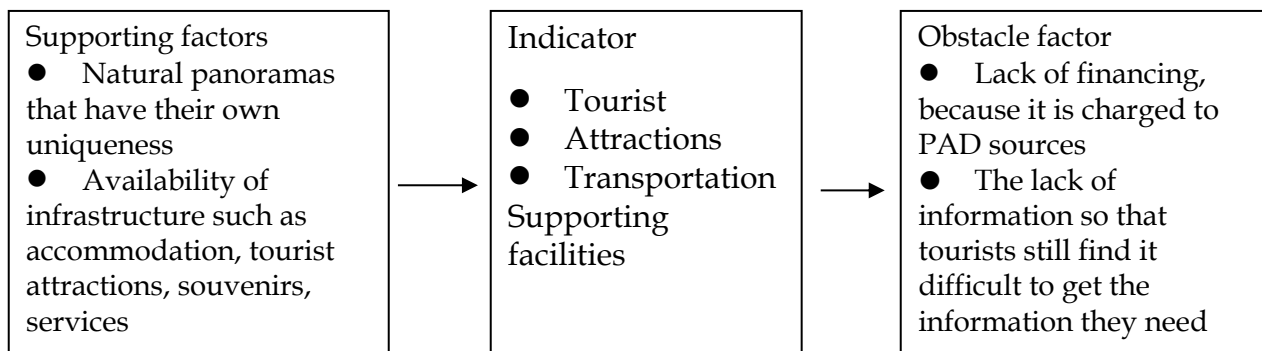 Supporting factors
● Natural panoramas
that have their own
uniqueness
● Availability of
infrastructure such as
accommodation, tourist
attractions, souvenirs,
services
Indicator
● Tourist
● Attractions
● Transportation
Supporting
facilities
Obstacle factor
● Lack of financing,
because it is charged to
PAD sources
● The lack of
information so that
tourists still find it
difficult to get the
information they need